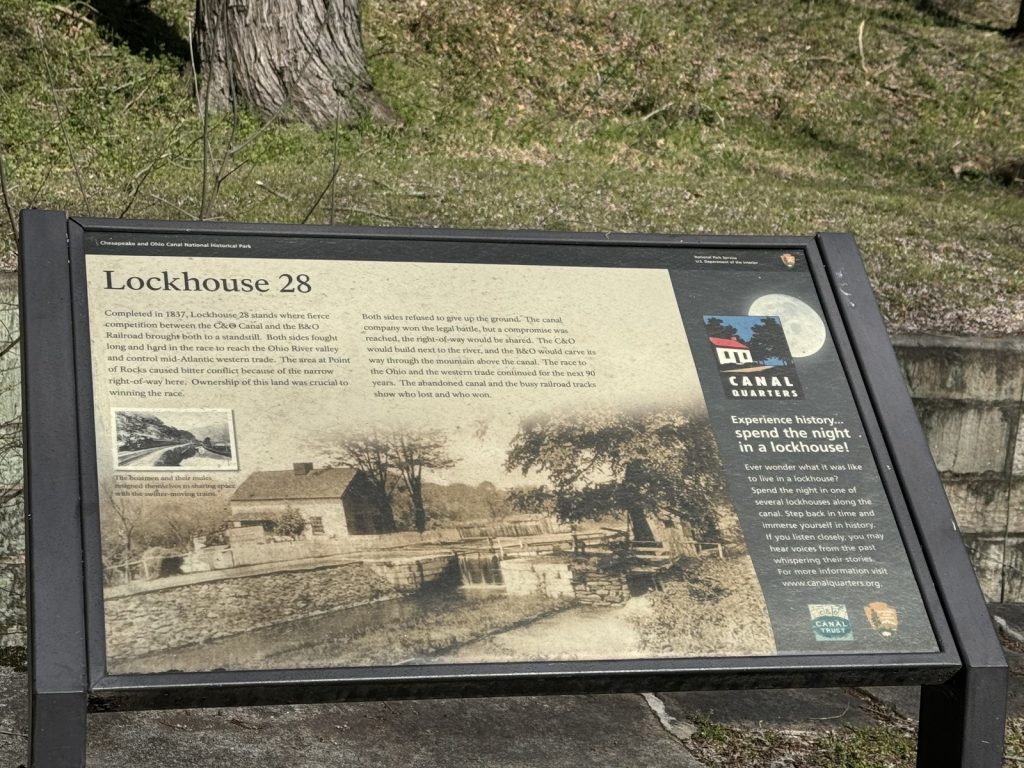 Chesapeake and Ohio Canal National Historical Park
National Park Service
U.S. Department of the Interior
Lockhouse 28
Completed in 1837, Lockhouse 28 stands where fierce
competition between the C&O Canal and the B&O
Railroad brought both to a standstill. Both sides fought
long and hard in the race to reach the Ohio River valley
and control mid-Atlantic western trade. The area at Point
of Rocks caused bitter conflict because of the narrow
right-of-way here. Ownership of this land was crucial to
winning the race.
Both sides refused to give up the ground. The canal
company won the legal battle, but a compromise was
reached, the right-of-way would be shared. The C&O
would build next to the river, and the B&O would carve its
way through the mountain above the canal. The race to
the Ohio and the western trade continued for the next 90
years. The abandoned canal and the busy railroad tracks
show who lost and who won.
The boatmen and their mules
resigned themselves to sharing space
with the swifter-moving trains.
CANAL
QUARTERS
Experience history...
spend the night
in a lockhouse!
Ever wonder what it was like
to live in a lockhouse?
Spend the night in one of
several lockhouses along the
canal. Step back in time and
immerse yourself in history.
If you listen closely, you may
hear voices from the past
whispering their stories.
For more information visit
www.canalquarters.org.
C&O
CANAL
TRUST